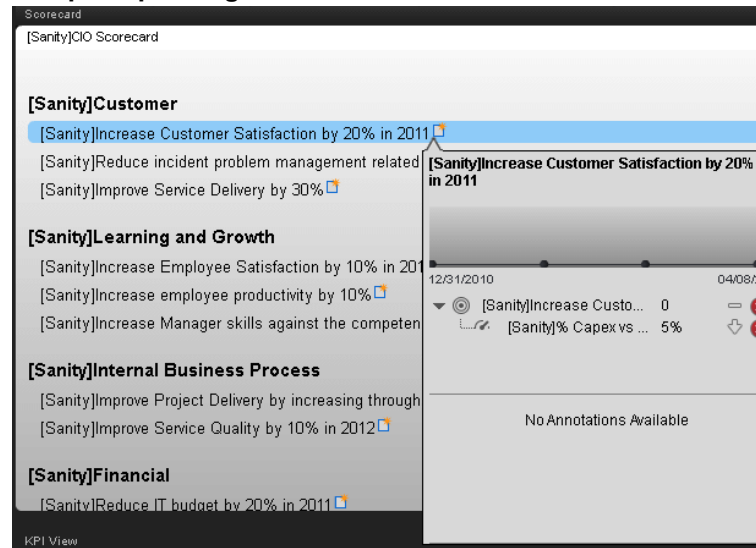 Scorecard
[Sanity]CIO Scorecard
[Sanity]Customer
[Sanity]Increase Customer Satisfaction by 20% in 2011
[Sanity]Reduce incident problem management related
[Sanity]Improve Service Delivery by 30%
[Sanity]Learning and Growth
[Sanity]Increase Employee Satisfaction by 10% in 201
[Sanity]Increase employee productivity by 10%
[Sanity]Increase Manager skills against the competen
[Sanity]Internal Business Process
[Sanity]Improve Project Delivery by increasing through
[Sanity]Improve Service Quality by 10% in 2012
[Sanity]Financial
[Sanity]Reduce IT budget by 20% in 2011
[Sanity]Increase Customer Satisfaction by 20%
in 2011
12/31/2010 04/08/
[Sanity]Increase Custo... 0
[Sanity]% Capex vs ... 5%
No Annotations Available
KPI View